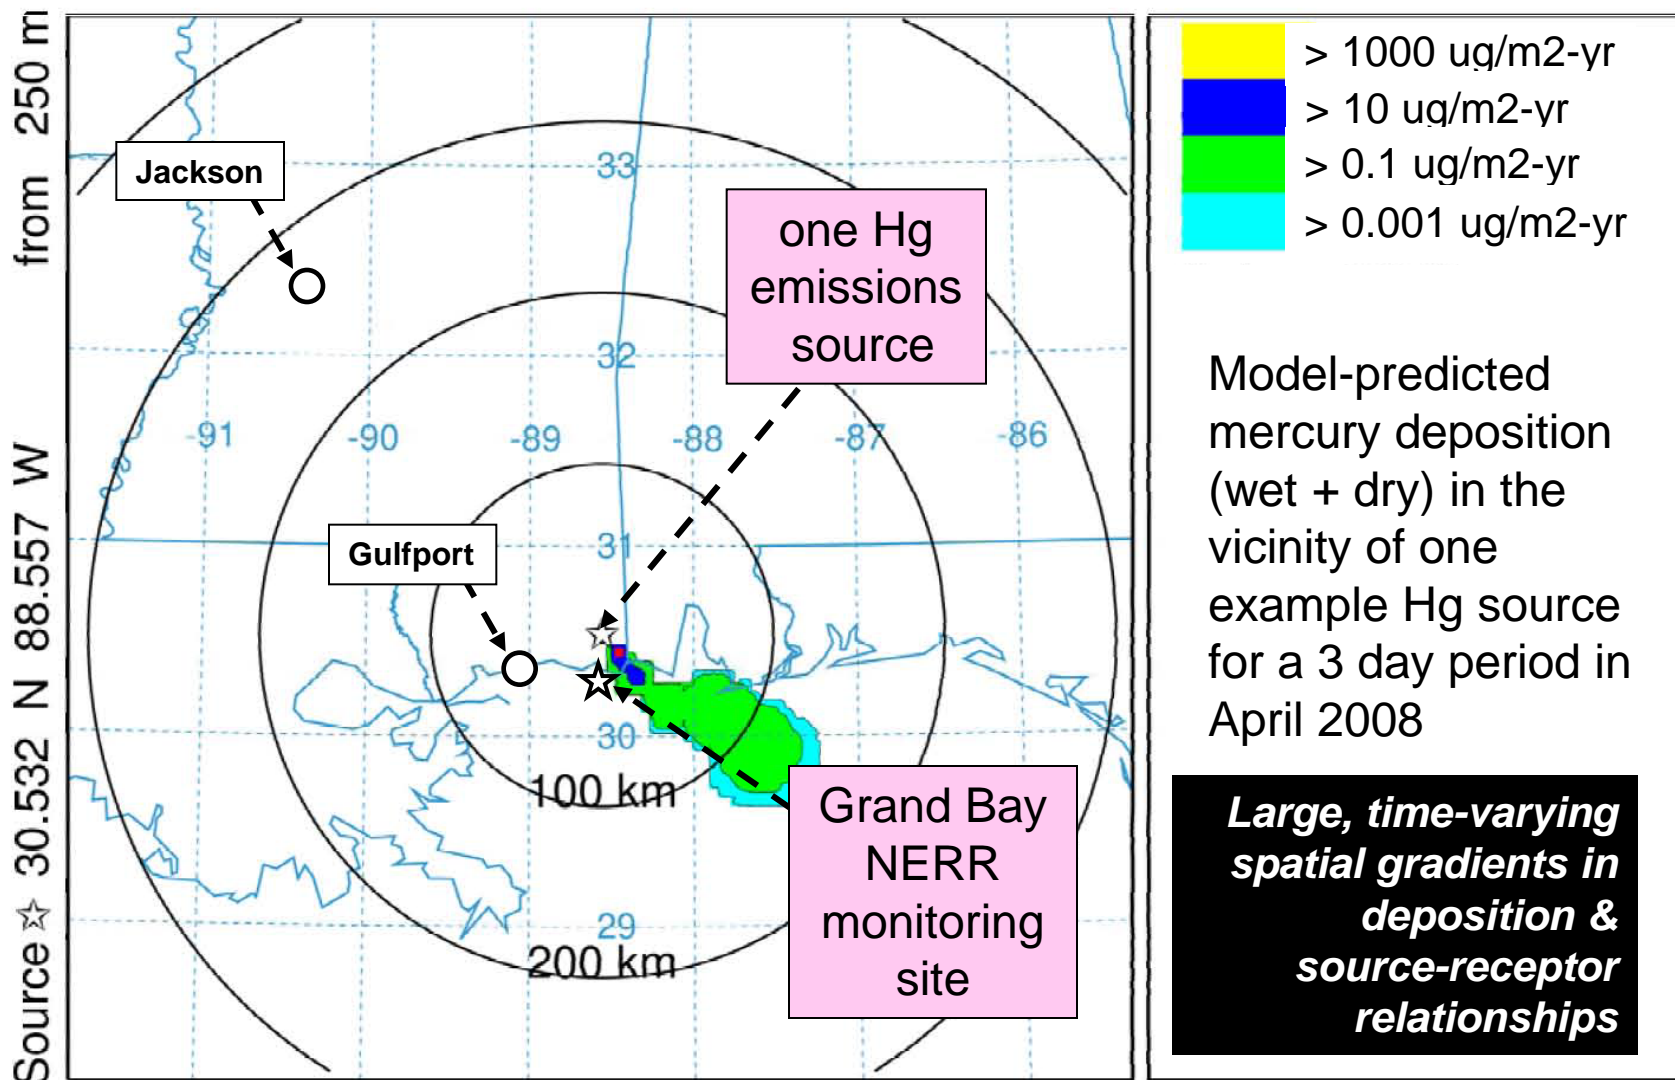 Source ☆ 30.532 N 88.557 W from 250 m
Jackson
33
one Hg
emissions
source
32
-91
-90
-89
-88
-87
-86
Gulfport
31
30
100 km
Grand Bay
NERR
monitoring
site
29
200 km
> 1000 ug/m2-yr
> 10 ug/m2-yr
> 0.1 ug/m2-yr
> 0.001 ug/m2-yr
Model-predicted
mercury deposition
(wet + dry) in the
vicinity of one
example Hg source
for a 3 day period in
April 2008
Large, time-varying
spatial gradients in
deposition &
source-receptor
relationships